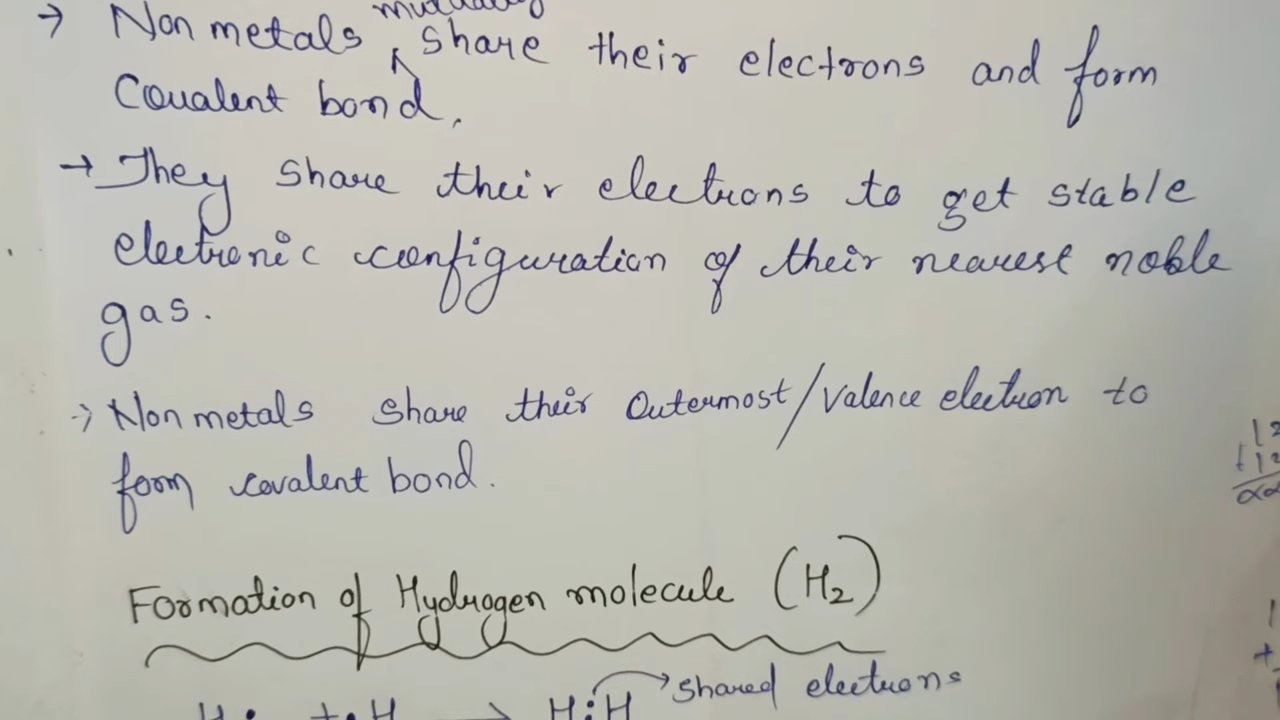 mutually
→ Non metals share their electrons and form
Covalent bond.
→ They share their electrons to get stable
electronic configuration of their nearest noble
gas.
→ Non metals share their Outermost/Valence electron to
form covalent bond.
Formation of Hydrogen molecule (H₂)
H• + •H → H:H → Shared electrons